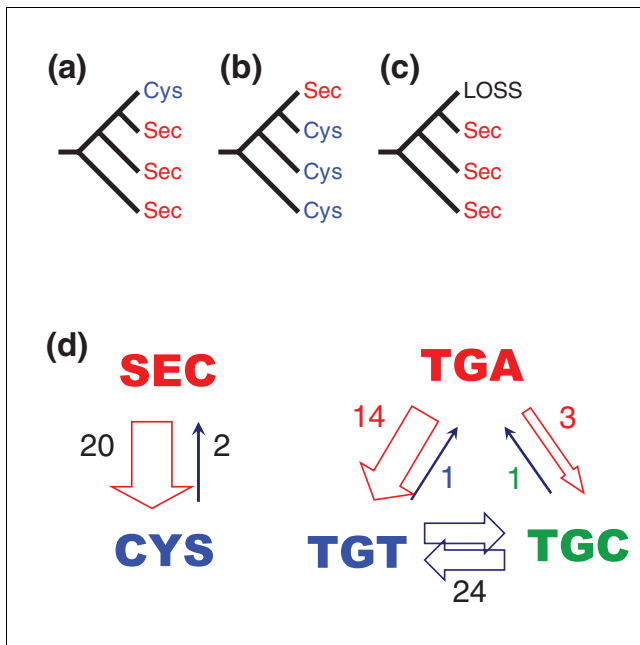 (a) (b) (c)
Cys Sec LOSS
Sec Cys Sec
Sec Cys Sec
Sec Cys Sec
(d)
SEC TGA
20 2 14 3
1 1
CYS TGT TGC
24